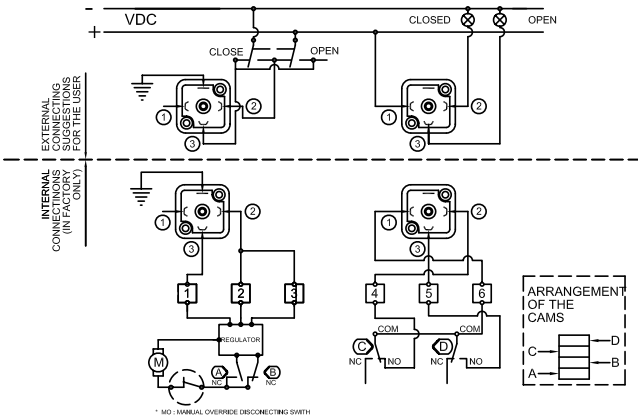 -
VDC
+
CLOSED
OPEN
CLOSE
OPEN
EXTERNAL
CONNECTING
SUGGESTIONS
FOR THE USER
1
2
3
1
2
3
INTERNAL
CONNECTINONS
(IN FACTORY
ONLY)
1
2
3
1
2
3
1
2
3
4
5
6
REGULATOR
M
A
NC
B
NC
COM
COM
C
D
NC
NO
NC
NO
ARRANGEMENT
OF THE
CAMS
C
D
A
B
* MO : MANUAL OVERRIDE DISCONECTING SWITH